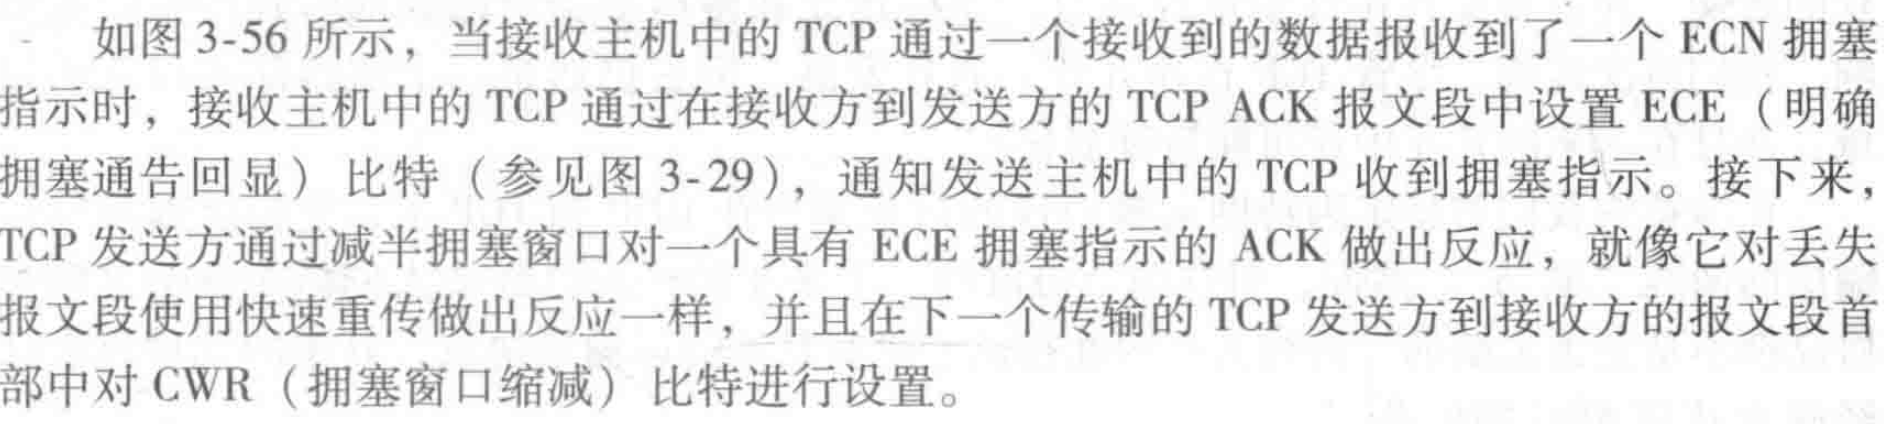 如图 3-56 所示，当接收主机中的 TCP 通过一个接收到的数据报收到了一个 ECN 拥塞
指示时，接收主机中的 TCP 通过在接收方到发送方的 TCP ACK 报文段中设置 ECE（明确
拥塞通告回显）比特（参见图 3-29），通知发送主机中的 TCP 收到拥塞指示。接下来，
TCP 发送方通过减半拥塞窗口对一个具有 ECE 拥塞指示的 ACK 做出反应，就像它对丢失
报文段使用快速重传做出反应一样，并且在下一个传输的 TCP 发送方到接收方的报文段首
部中对 CWR（拥塞窗口缩减）比特进行设置。